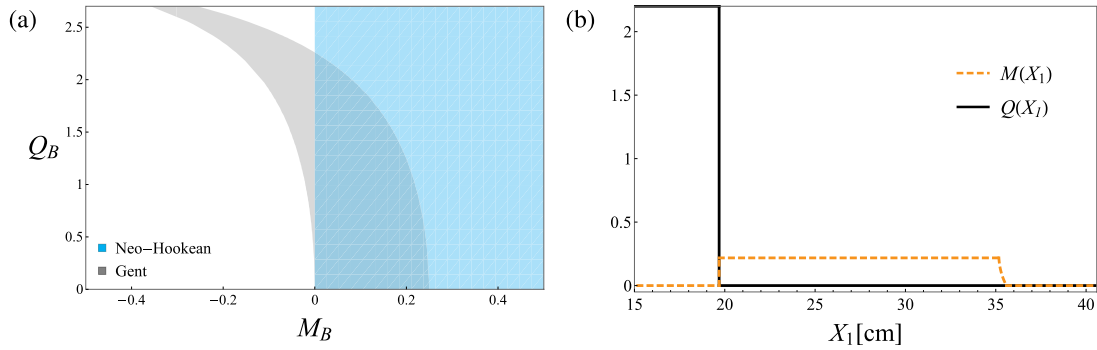 (a)
2.5
2
1.5
1
0.5
0
Q_B
Neo−Hookean
Gent
−0.4 −0.2 0 0.2 0.4
M_B
(b)
2
1.5
1
0.5
0
M(X_1)
Q(X_1)
15 20 25 30 35 40
X_1[cm]